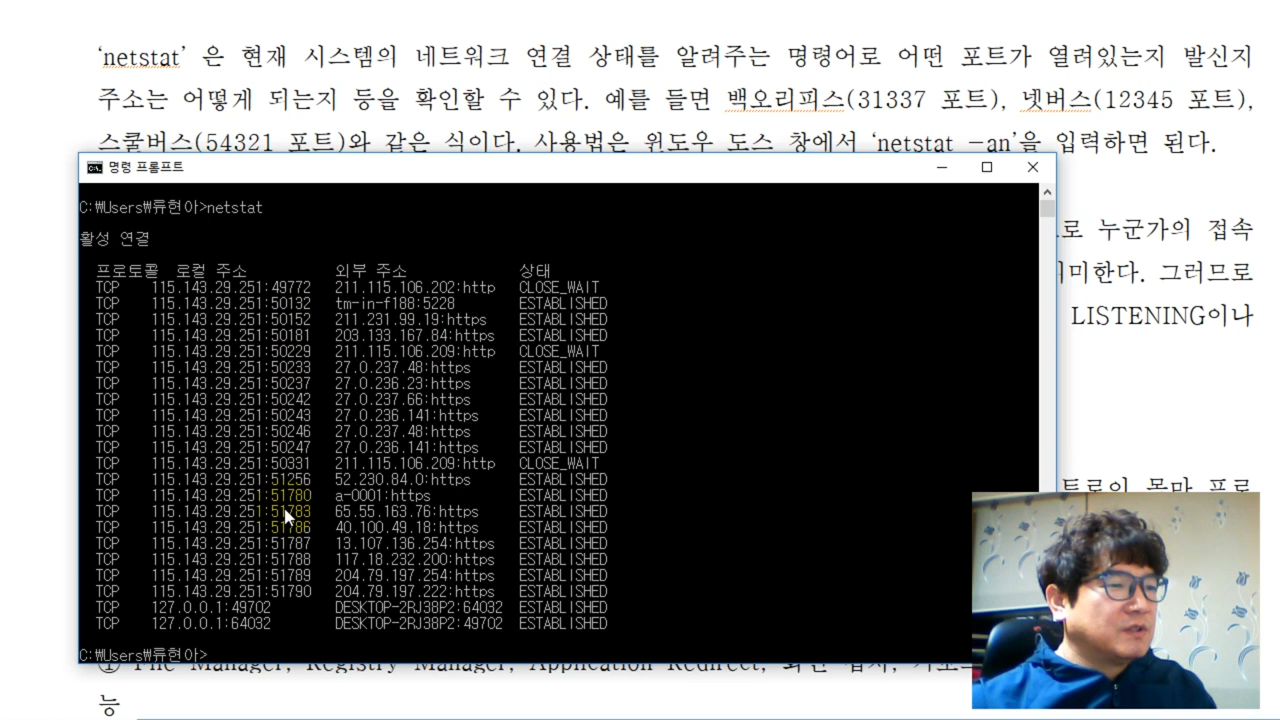 ‘netstat’ 은 현재 시스템의 네트워크 연결 상태를 알려주는 명령어로 어떤 포트가 열려있는지 발신지
주소는 어떻게 되는지 등을 확인할 수 있다. 예를 들면 백오리피스(31337 포트), 넷버스(12345 포트),
스쿨버스(54321 포트)와 같은 식이다. 사용법은 윈도우 도스 창에서 ‘netstat –an’을 입력하면 된다.
명령 프롬프트
C:₩Users₩류현아>netstat
활성 연결
프로토콜 로컬 주소 외부 주소 상태
TCP 115.143.29.251:49772 211.115.106.202:http CLOSE_WAIT
TCP 115.143.29.251:50132 tm-in-f188:5228 ESTABLISHED
TCP 115.143.29.251:50152 211.231.99.19:https ESTABLISHED
TCP 115.143.29.251:50181 203.133.167.84:https ESTABLISHED
TCP 115.143.29.251:50229 211.115.106.209:http CLOSE_WAIT
TCP 115.143.29.251:50233 27.0.237.48:https ESTABLISHED
TCP 115.143.29.251:50237 27.0.236.23:https ESTABLISHED
TCP 115.143.29.251:50242 27.0.237.66:https ESTABLISHED
TCP 115.143.29.251:50243 27.0.236.141:https ESTABLISHED
TCP 115.143.29.251:50246 27.0.237.48:https ESTABLISHED
TCP 115.143.29.251:50247 27.0.236.141:https ESTABLISHED
TCP 115.143.29.251:50331 211.115.106.209:http CLOSE_WAIT
TCP 115.143.29.251:51256 52.230.84.0:https ESTABLISHED
TCP 115.143.29.251:51780 a-0001:https ESTABLISHED
TCP 115.143.29.251:51783 65.55.163.76:https ESTABLISHED
TCP 115.143.29.251:51786 40.100.49.18:https ESTABLISHED
TCP 115.143.29.251:51787 13.107.136.254:https ESTABLISHED
TCP 115.143.29.251:51788 117.18.232.200:https ESTABLISHED
TCP 115.143.29.251:51789 204.79.197.254:https ESTABLISHED
TCP 115.143.29.251:51790 204.79.197.222:https ESTABLISHED
TCP 127.0.0.1:49702 DESKTOP-2RJ38P2:64032 ESTABLISHED
TCP 127.0.0.1:64032 DESKTOP-2RJ38P2:49702 ESTABLISHED
C:₩Users₩류현아>
로 누군가의 접속
미한다. 그러므로
LISTENING이나
① File Manager, Registry Manager, Application Redirect, 화면 캡처,
능